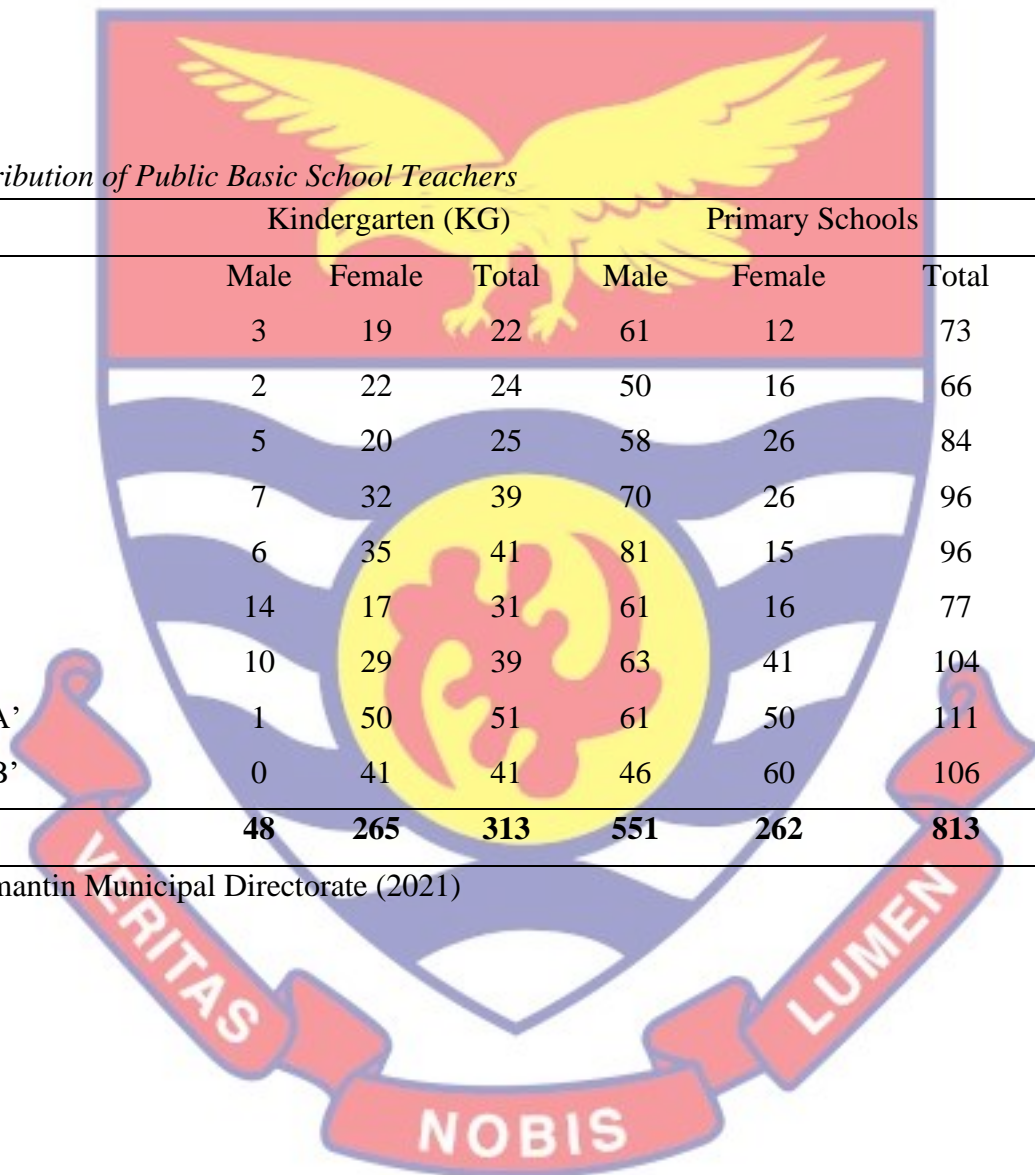 ribution of Public Basic School Teachers
Kindergarten (KG) Primary Schools
Male Female Total Male Female Total
3 19 22 61 12 73
2 22 24 50 16 66
5 20 25 58 26 84
7 32 39 70 26 96
6 35 41 81 15 96
14 17 31 61 16 77
10 29 39 63 41 104
A’ 1 50 51 61 50 111
B’ 0 41 41 46 60 106
48 265 313 551 262 813
mantin Municipal Directorate (2021)
VERITAS
NOBIS
LUMEN